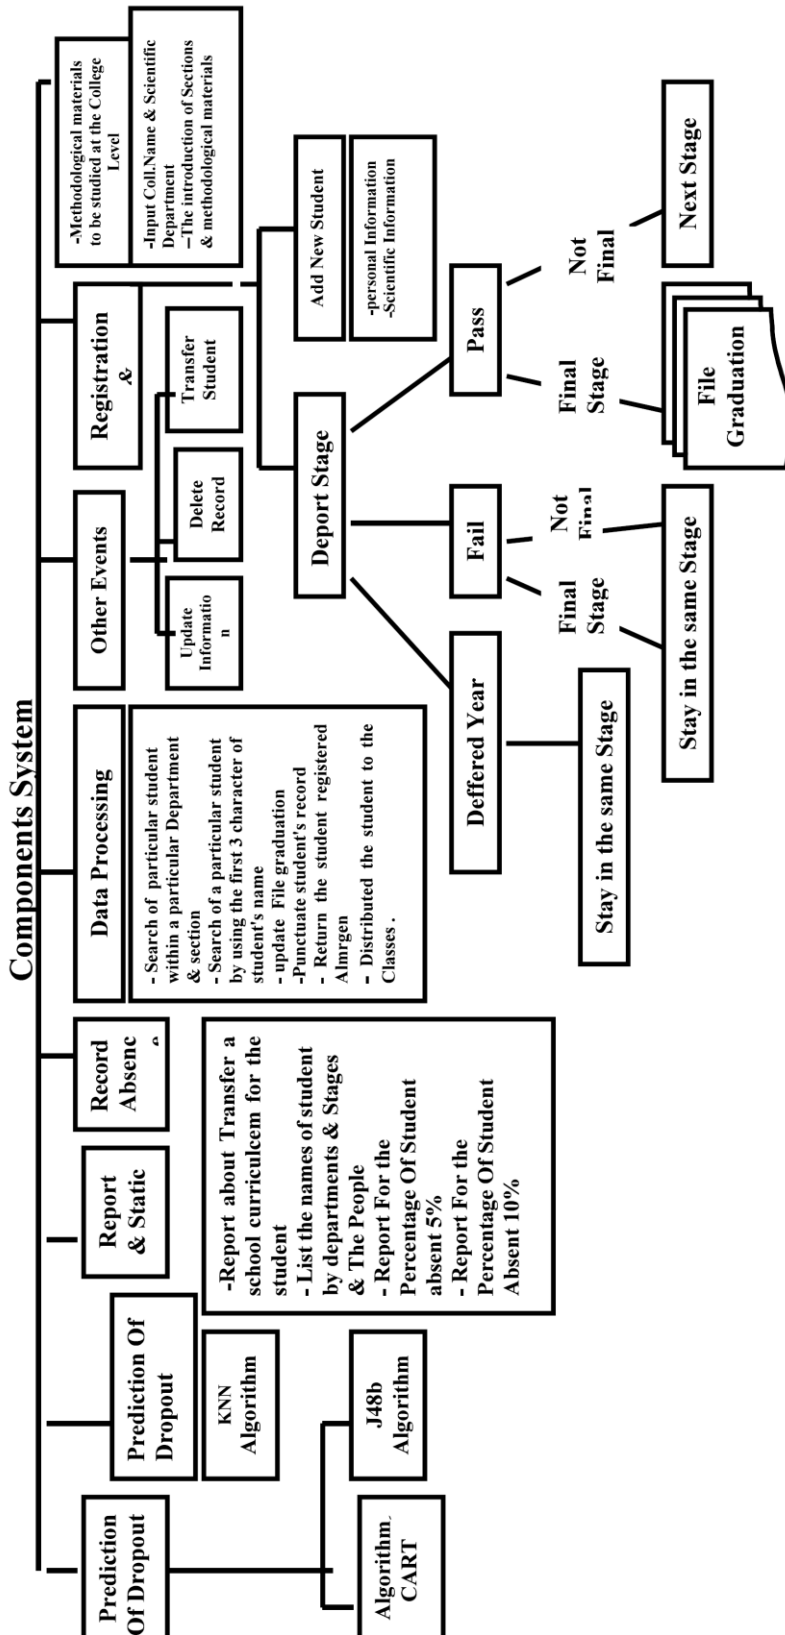 Components System
Prediction
Of Dropout
Prediction Of
Dropout
Report
& Static
Record
Absenc
Data Processing
Other Events
Registration
&
-Methodological materials
to be studied at the College
Level
-Input Coll.Name & Scientific
Department
–The introduction of Sections
& methodological materials
Algorithm.
CART
J48b
Algorithm
KNN
Algorithm
-Report about Transfer a
school curriculcem for the
student
- List the names of student
by departments & Stages
& The People
- Report For the
Percentage Of Student
absent 5%
- Report For the
Percentage Of Student
Absent 10%
- Search of particular student
within a particular Department
& section
- Search of a particular student
by using the first 3 character of
student's name
- update File graduation
-Punctuate student's record
- Return the student registered
Almrgen
- Distributed the student to the
Classes .
Update
Informatio
n
Delete
Record
Transfer
Student
Deport Stage
Add New Student
-personal Information
-Scientific Information
Deffered Year
Fail
Pass
Stay in the same Stage
Final
Stage
Not
Final
Final
Stage
Not
Final
Stay in the same Stage
File
Graduation
Next Stage